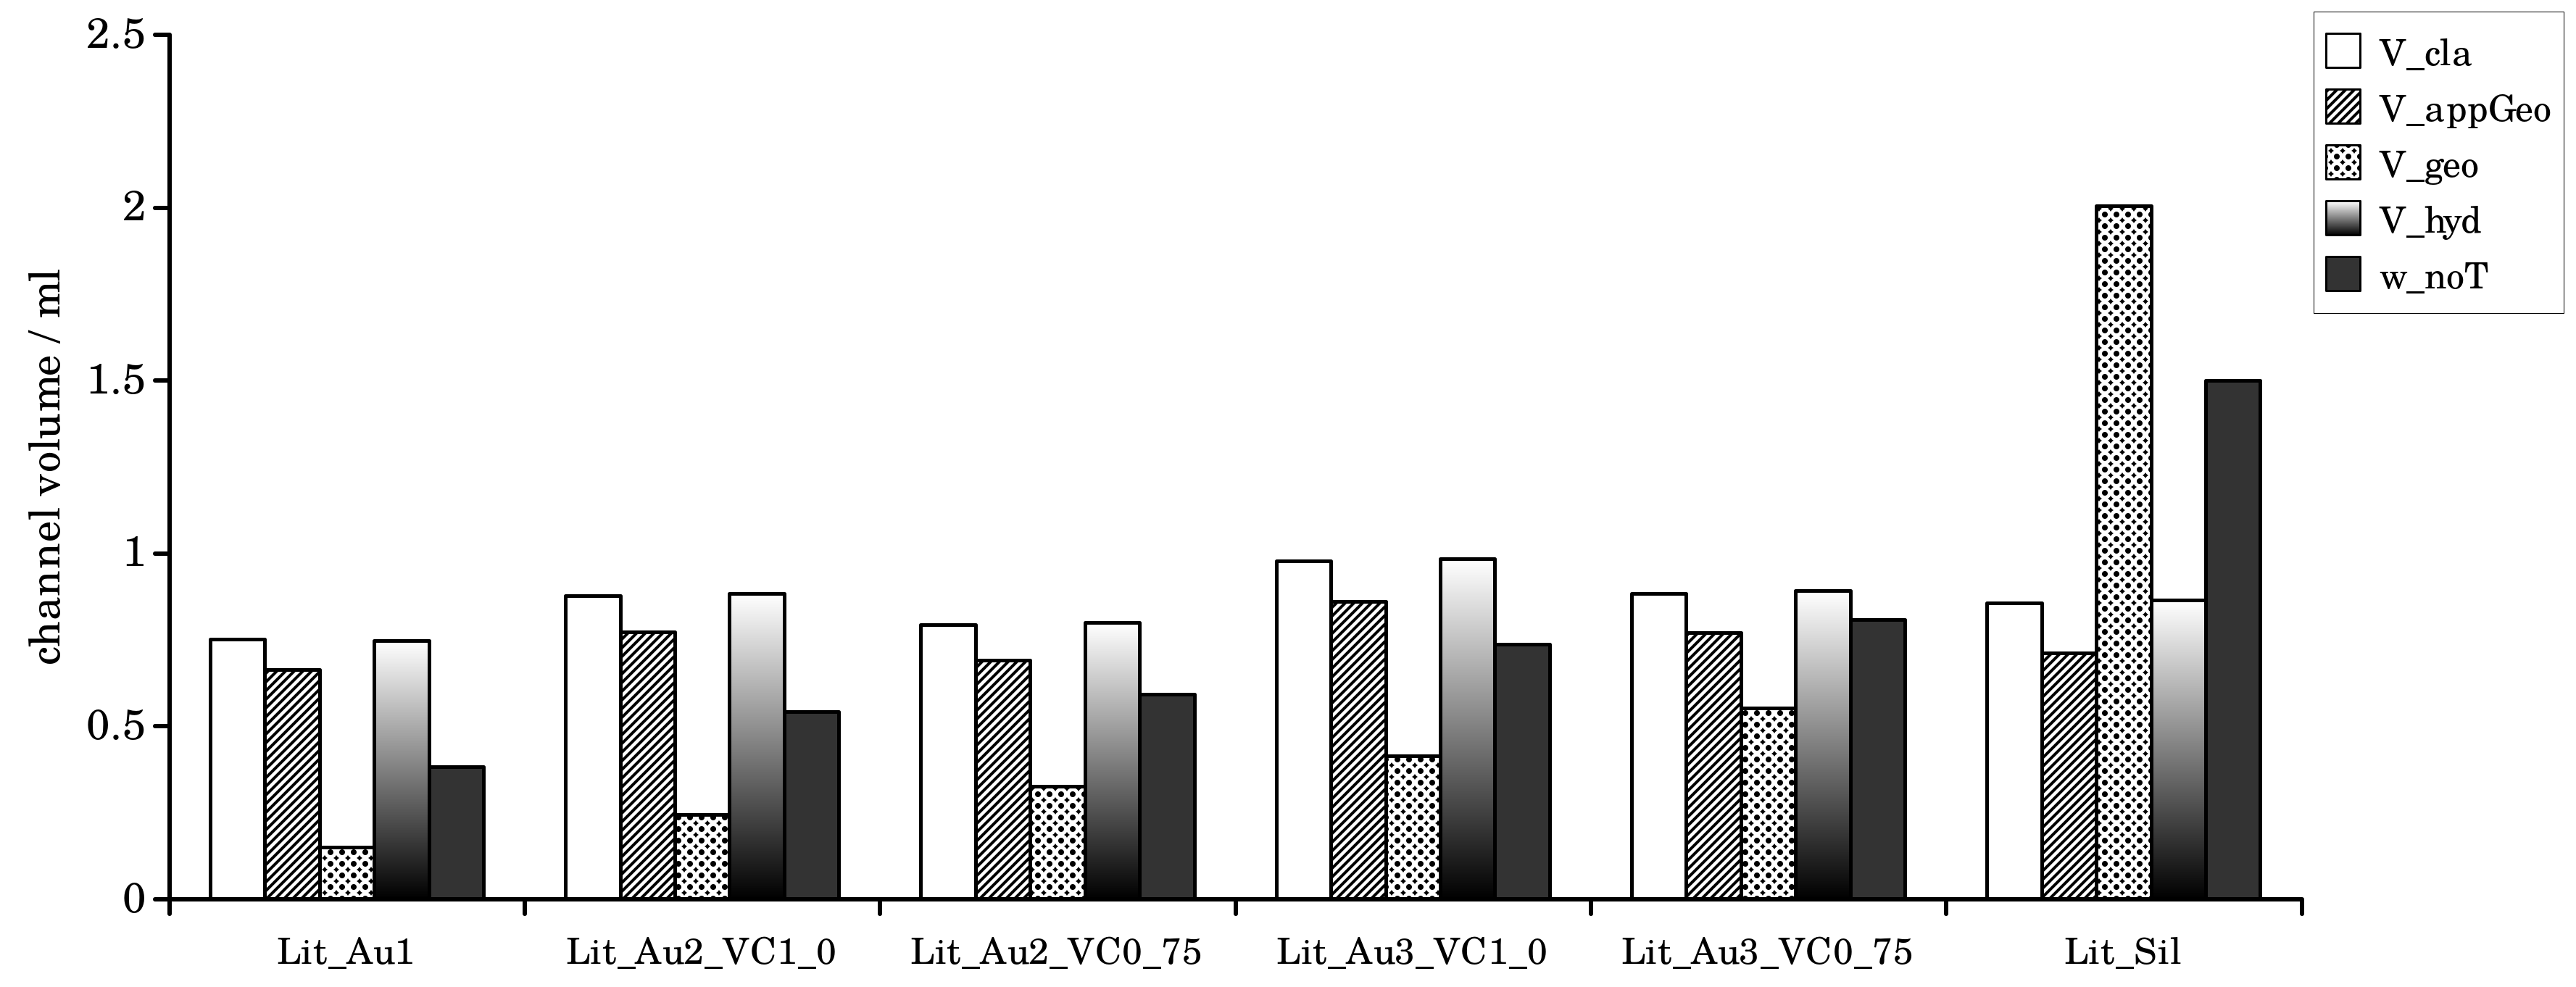 2.5
2
1.5
1
0.5
0
channel volume / ml
Lit_Au1
Lit_Au2_VC1_0
Lit_Au2_VC0_75
Lit_Au3_VC1_0
Lit_Au3_VC0_75
Lit_Sil
V_cla
V_appGeo
V_geo
V_hyd
w_noT